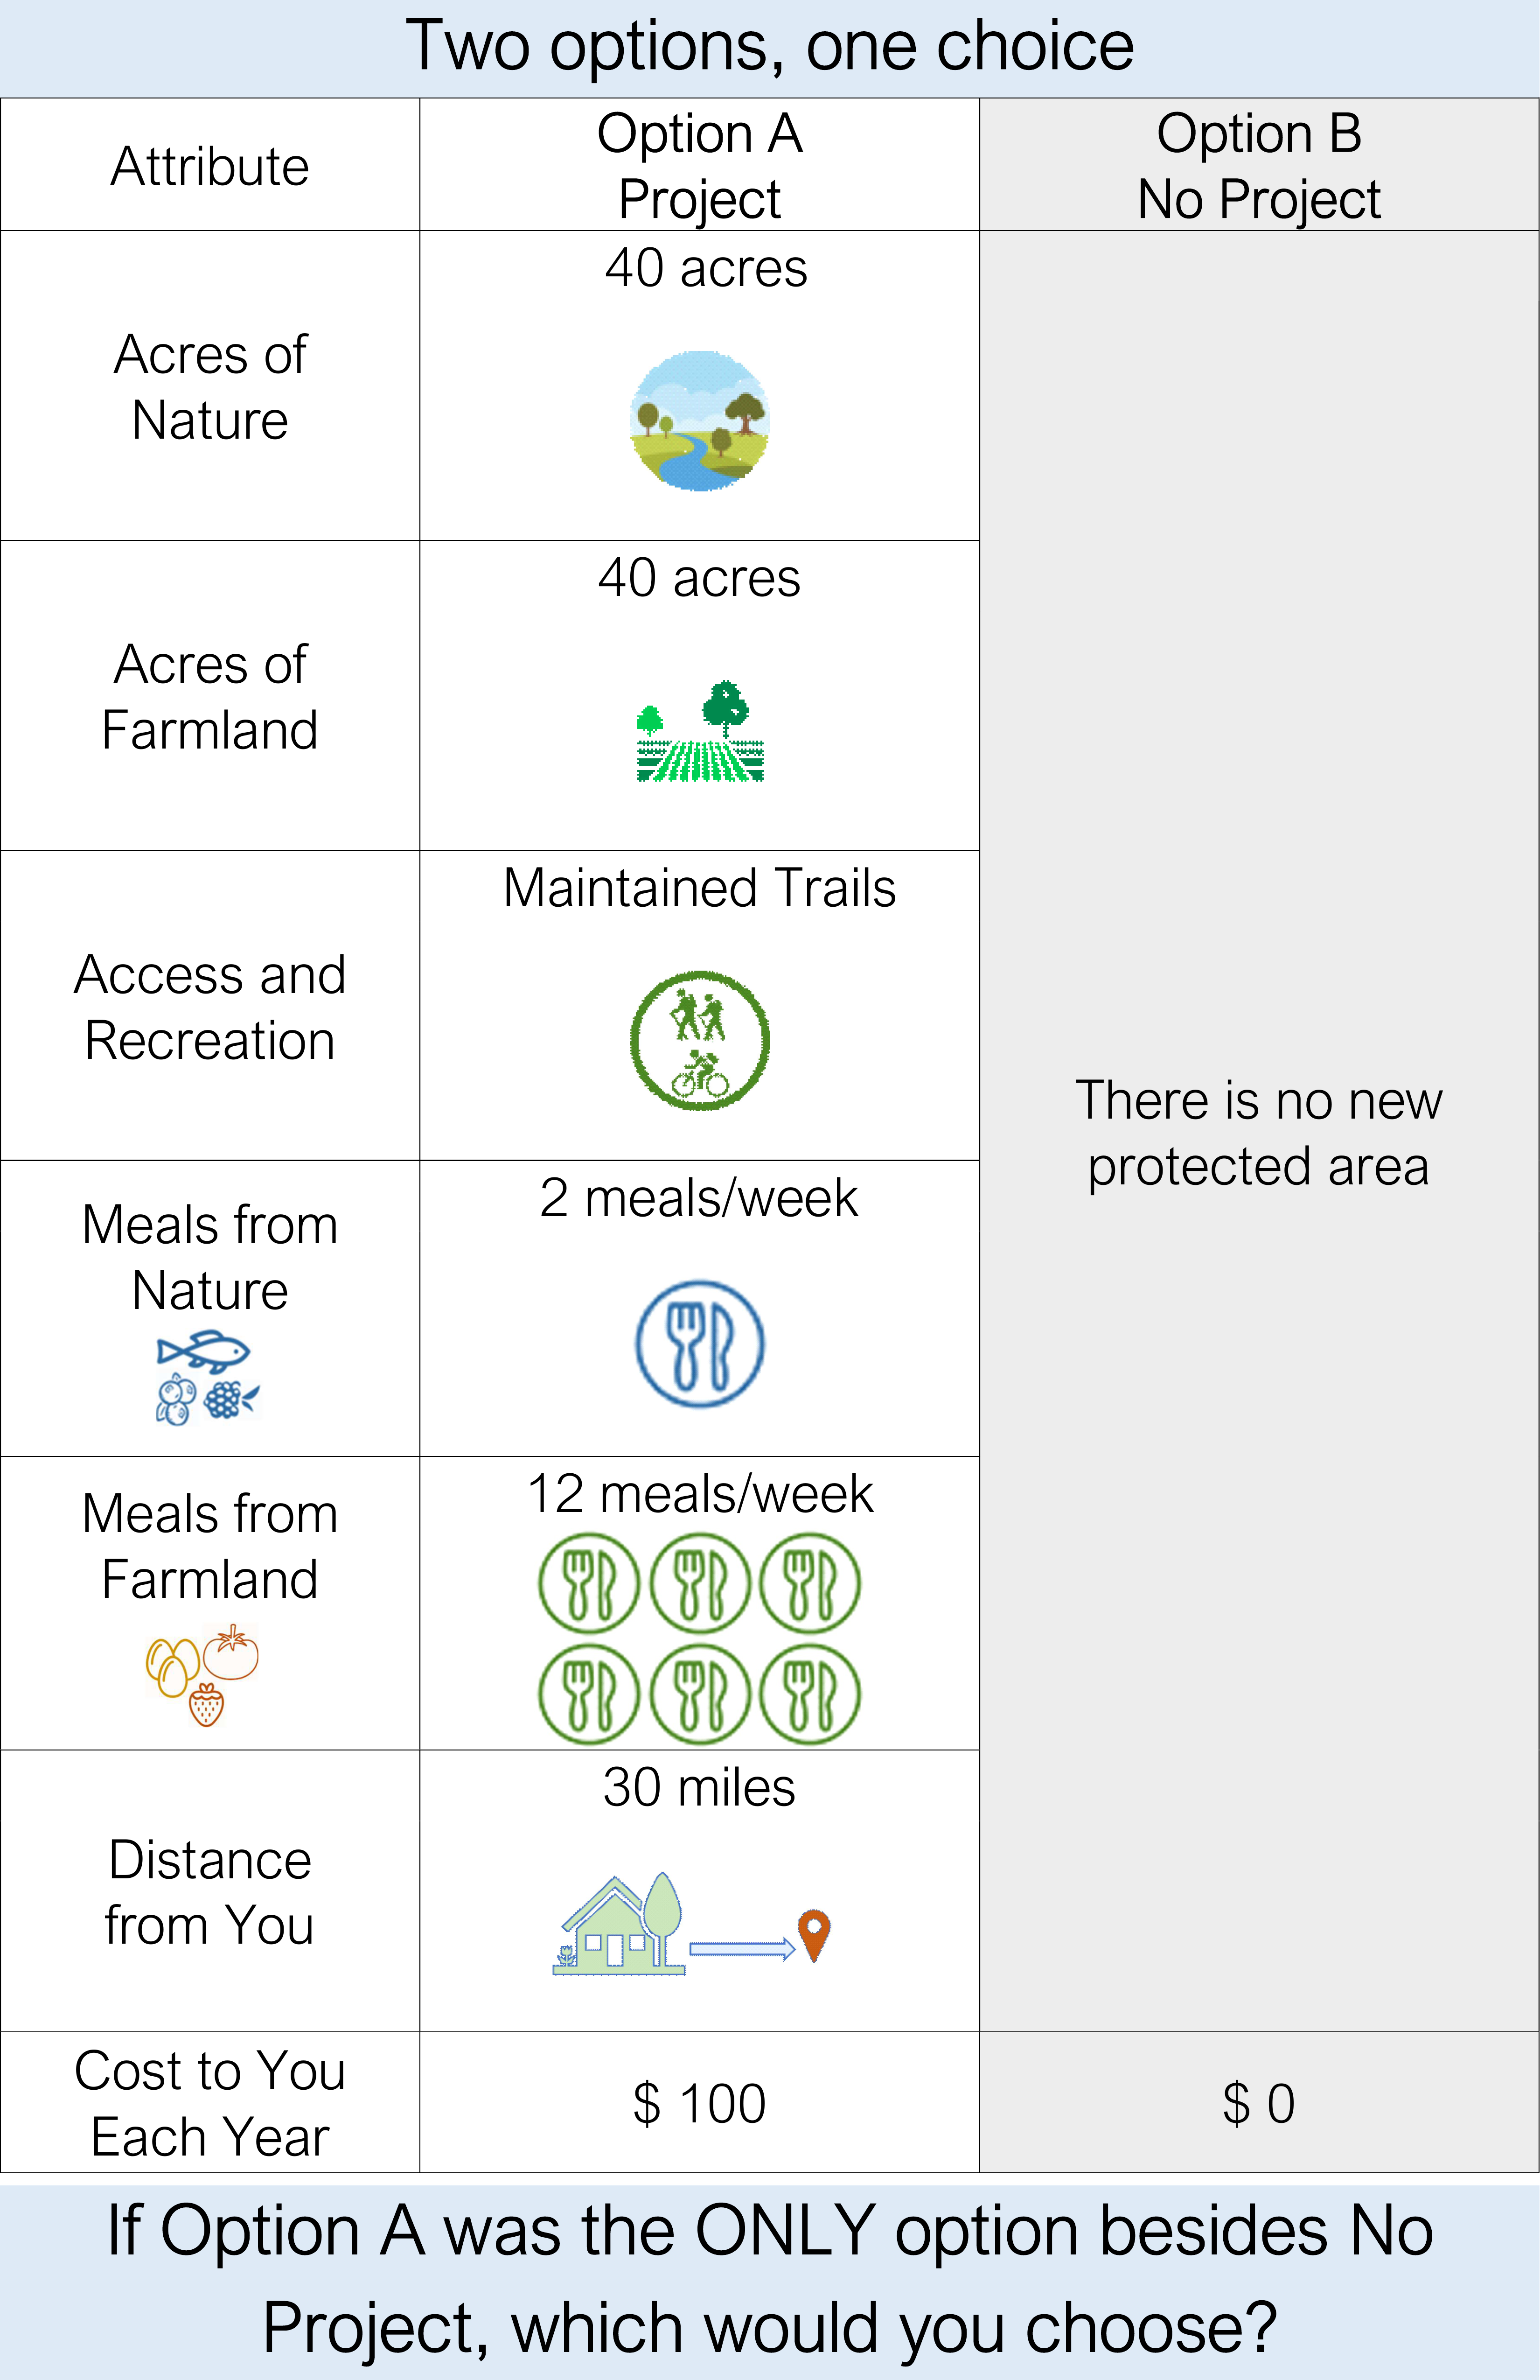 Two options, one choice
Attribute
Option A
Project
Option B
No Project
Acres of
Nature
40 acres
Acres of
Farmland
40 acres
Access and
Recreation
Maintained Trails
There is no new
protected area
Meals from
Nature
2 meals/week
Meals from
Farmland
12 meals/week
Distance
from You
30 miles
Cost to You
Each Year
$ 100
$ 0
If Option A was the ONLY option besides No
Project, which would you choose?